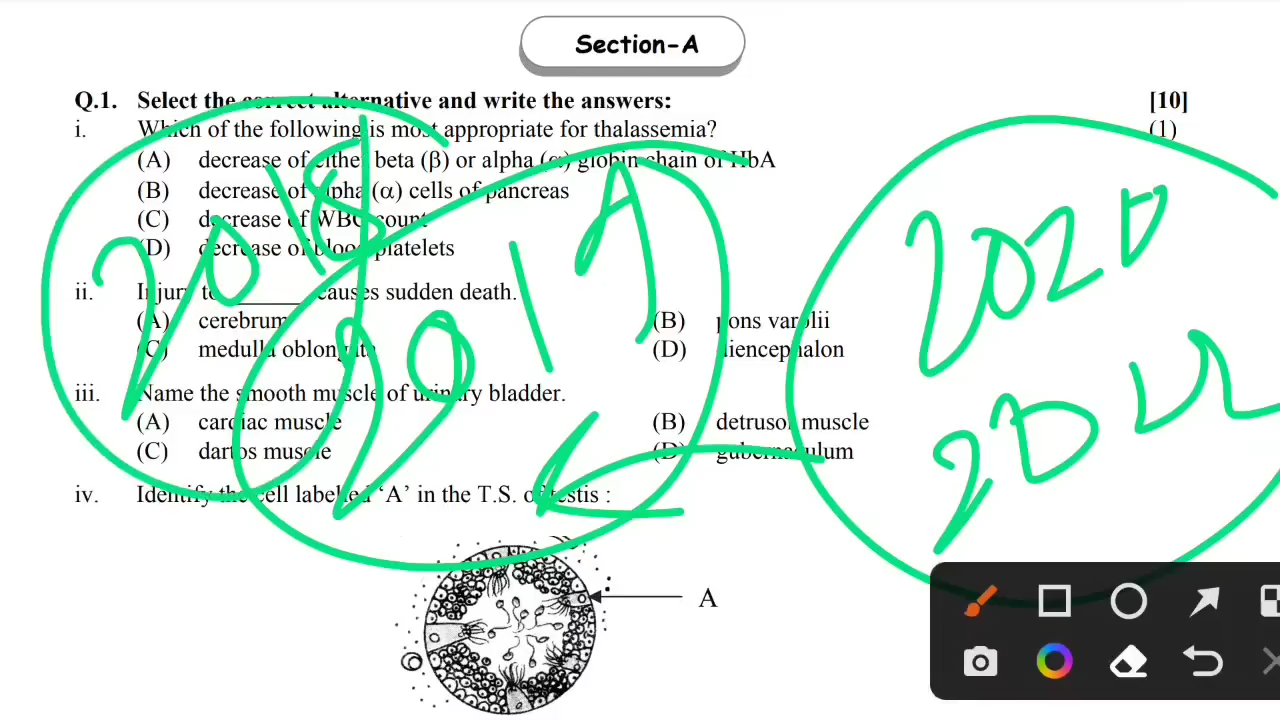 Section-A
Q.1. Select the correct alternative and write the answers: [10]
i. Which of the following is most appropriate for thalassemia? (1)
(A) decrease of either beta (β) or alpha (α) globin chain of HbA
(B) decrease of alpha (α) cells of pancreas
(C) decrease of WBC count
(D) decrease of blood platelets
ii. Injury to ______ causes sudden death.
(A) cerebrum (B) pons varolii
(C) medulla oblongata (D) diencephalon
iii. Name the smooth muscle of urinary bladder.
(A) cardiac muscle (B) detrusor muscle
(C) dartos muscle (D) gubernaculum
iv. Identify the cell labelled ‘A’ in the T.S. of testis :
A
2018
2017
2020